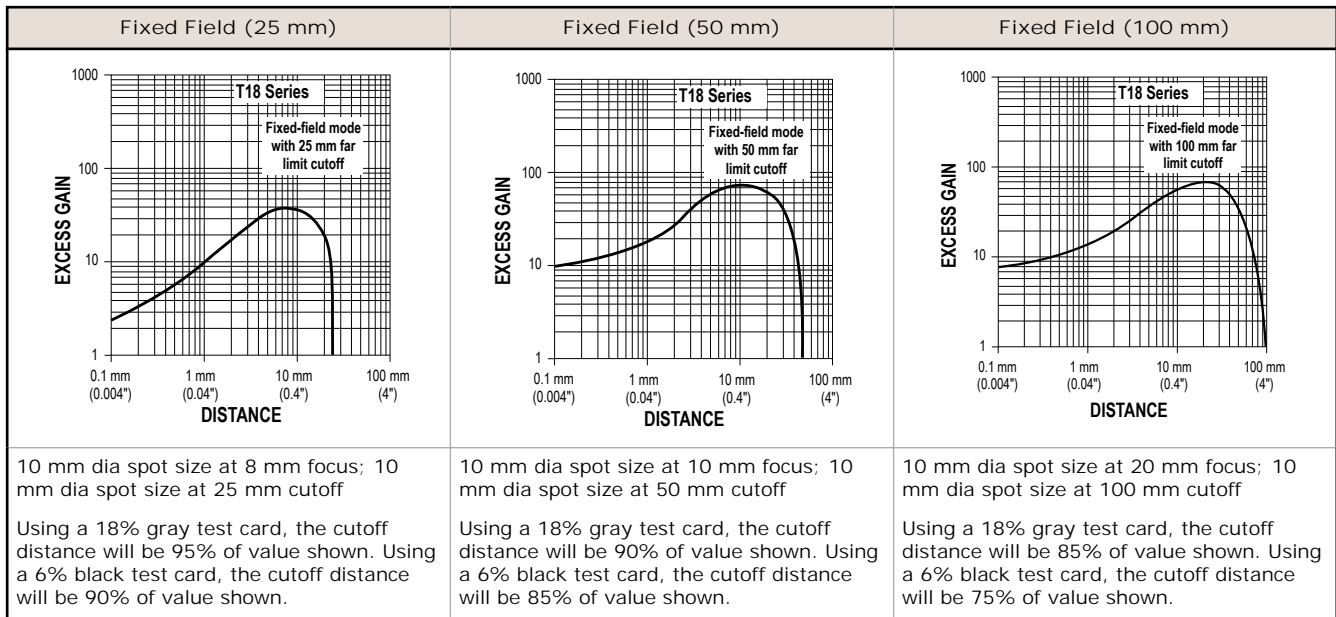 Fixed Field (25 mm)
Fixed Field (50 mm)
Fixed Field (100 mm)
1000
100
10
1
EXCESS GAIN
T18 Series
Fixed-field mode
with 25 mm far
limit cutoff
0.1 mm
(0.004")
1 mm
(0.04")
10 mm
(0.4")
100 mm
(4")
DISTANCE
1000
100
10
1
EXCESS GAIN
T18 Series
Fixed-field mode
with 50 mm far
limit cutoff
0.1 mm
(0.004")
1 mm
(0.04")
10 mm
(0.4")
100 mm
(4")
DISTANCE
1000
100
10
1
EXCESS GAIN
T18 Series
Fixed-field mode
with 100 mm far
limit cutoff
0.1 mm
(0.004")
1 mm
(0.04")
10 mm
(0.4")
100 mm
(4")
DISTANCE
10 mm dia spot size at 8 mm focus; 10
mm dia spot size at 25 mm cutoff
Using a 18% gray test card, the cutoff
distance will be 95% of value shown. Using
a 6% black test card, the cutoff distance
will be 90% of value shown.
10 mm dia spot size at 10 mm focus; 10
mm dia spot size at 50 mm cutoff
Using a 18% gray test card, the cutoff
distance will be 90% of value shown. Using
a 6% black test card, the cutoff distance
will be 85% of value shown.
10 mm dia spot size at 20 mm focus; 10
mm dia spot size at 100 mm cutoff
Using a 18% gray test card, the cutoff
distance will be 85% of value shown. Using
a 6% black test card, the cutoff distance
will be 75% of value shown.